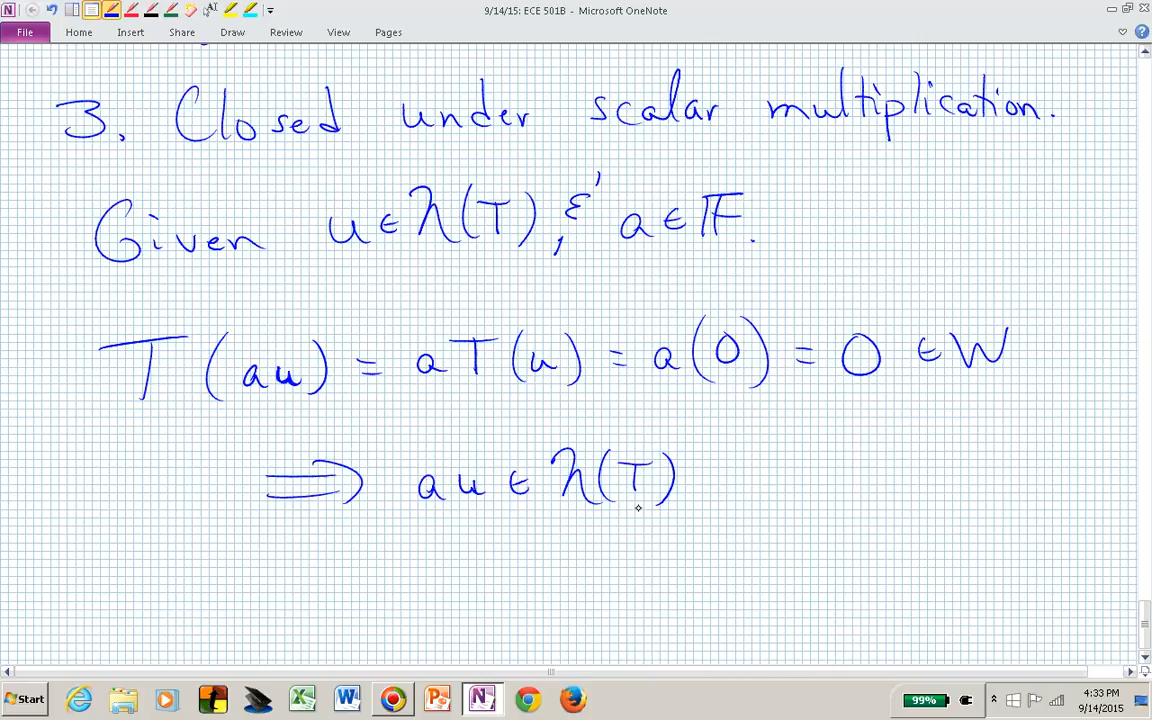 9/14/15: ECE 501B - Microsoft OneNote
File Home Insert Share Draw Review View Pages
3. Closed under scalar multiplication.
Given u ∈ η(T), & a ∈ 𝔽.
T(au) = aT(u) = a(0) = 0 ∈ W
⟹ au ∈ η(T)
Start 99% 4:33 PM
9/14/2015